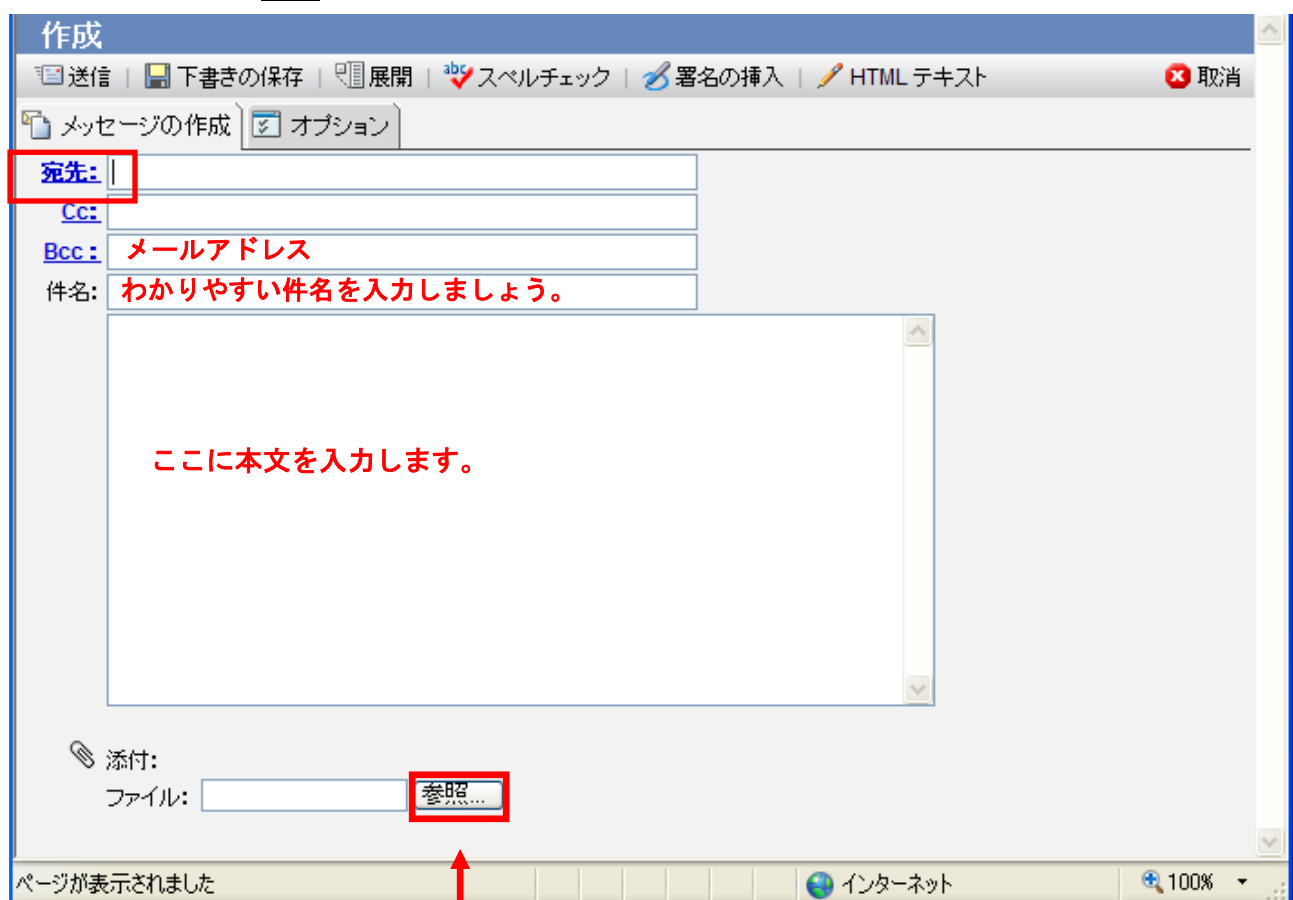 作成
送信 | 下書きの保存 | 展開 | abc スペルチェック | 署名の挿入 | HTML テキスト 取消
メッセージの作成 オプション
宛先:
Cc:
Bcc : メールアドレス
件名: わかりやすい件名を入力しましょう。
ここに本文を入力します。
添付:
ファイル: 参照...
ページが表示されました インターネット 100%